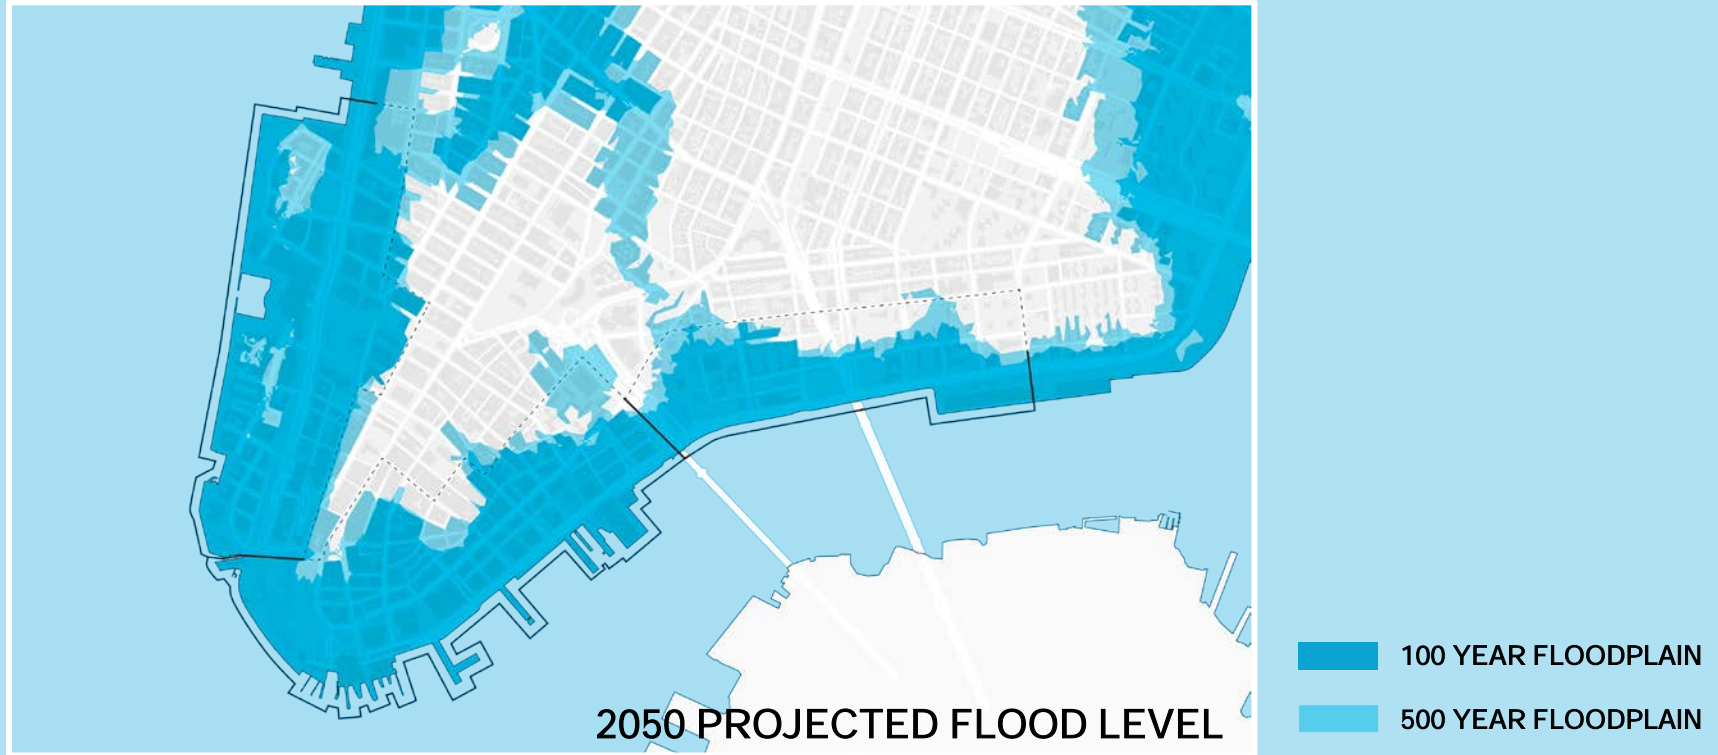 2050 PROJECTED FLOOD LEVEL
100 YEAR FLOODPLAIN
500 YEAR FLOODPLAIN